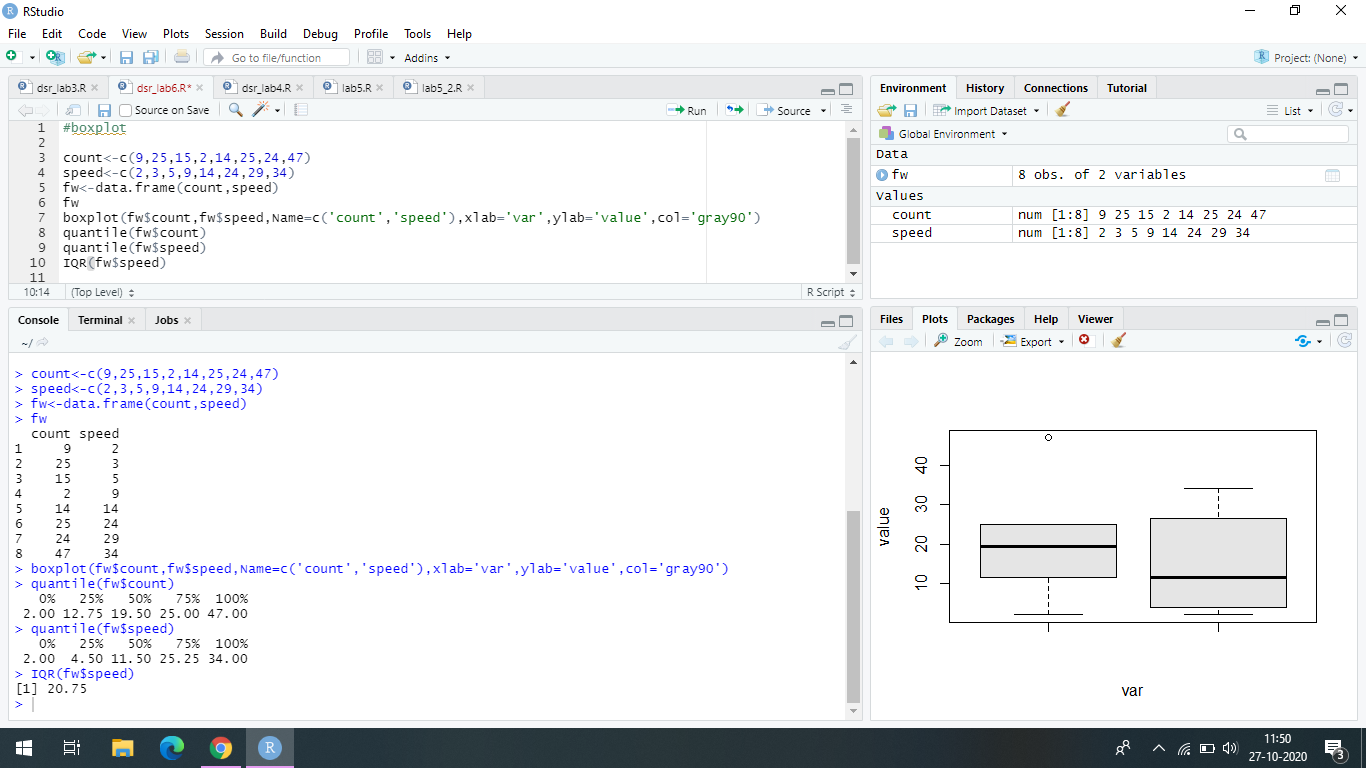 RStudio
File Edit Code View Plots Session Build Debug Profile Tools Help
Go to file/function Addins Project: (None)
dsr_lab3.R dsr_lab6.R* dsr_lab4.R lab5.R lab5_2.R
Source on Save Run Source
1 #boxplot
2
3 count<-c(9,25,15,2,14,25,24,47)
4 speed<-c(2,3,5,9,14,24,29,34)
5 fw<-data.frame(count,speed)
6 fw
7 boxplot(fw$count,fw$speed,Name=c('count','speed'),xlab='var',ylab='value',col='gray90')
8 quantile(fw$count)
9 quantile(fw$speed)
10 IQR(fw$speed)
11
10:14 (Top Level) R Script
Console Terminal Jobs
~/
> count<-c(9,25,15,2,14,25,24,47)
> speed<-c(2,3,5,9,14,24,29,34)
> fw<-data.frame(count,speed)
> fw
count speed
1 9 2
2 25 3
3 15 5
4 2 9
5 14 14
6 25 24
7 24 29
8 47 34
> boxplot(fw$count,fw$speed,Name=c('count','speed'),xlab='var',ylab='value',col='gray90')
> quantile(fw$count)
0% 25% 50% 75% 100%
2.00 12.75 19.50 25.00 47.00
> quantile(fw$speed)
0% 25% 50% 75% 100%
2.00 4.50 11.50 25.25 34.00
> IQR(fw$speed)
[1] 20.75
>
Environment History Connections Tutorial
Import Dataset List
Global Environment
Data
fw 8 obs. of 2 variables
Values
count num [1:8] 9 25 15 2 14 25 24 47
speed num [1:8] 2 3 5 9 14 24 29 34
Files Plots Packages Help Viewer
Zoom Export
40
30
20
10
value
var
11:50
27-10-2020
3